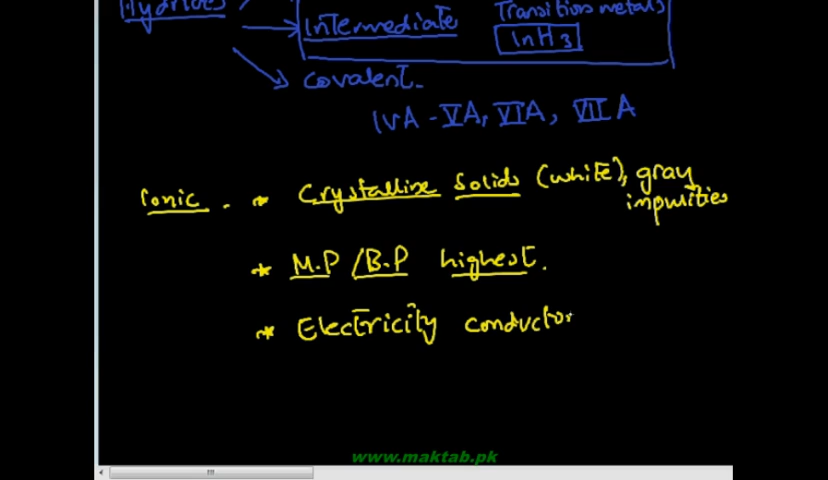 Hydrides
Transitions metals
Intermediate
InH3
Covalent
IVA - VA, VIA, VIIA
Ionic. * Crystalline Solids (white), gray
impurities
* M.P / B.P highest.
* Electricity conductor
www.maktab.pk